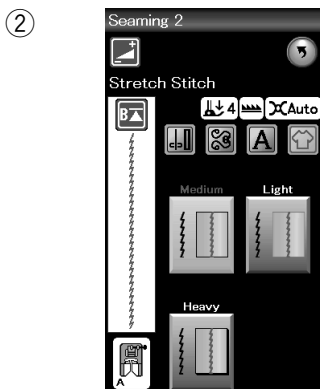 ②
Seaming 2
Stretch Stitch
4 Auto
B
A
Medium Light
Heavy
A